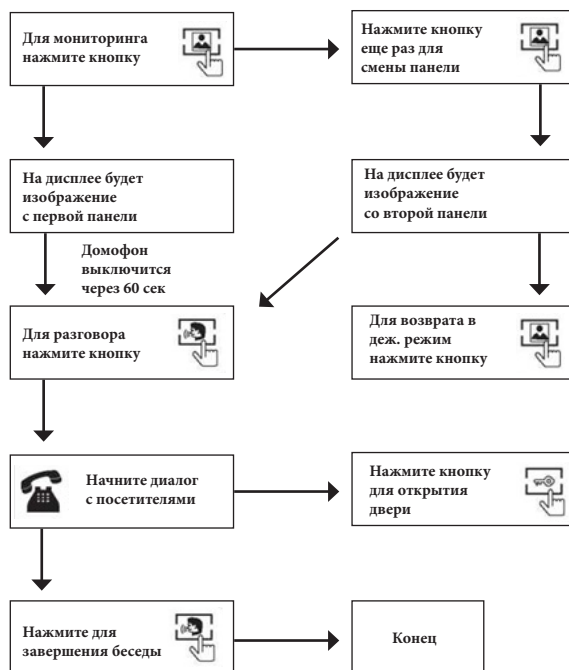 Для мониторинга
нажмите кнопку
Нажмите кнопку
еще раз для
смены панели
На дисплее будет
изображение
с первой панели
На дисплее будет
изображение
со второй панели
Домофон
выключится
через 60 сек
Для разговора
нажмите кнопку
Для возврата в
деж. режим
нажмите кнопку
Начните диалог
с посетителями
Нажмите кнопку
для открытия
двери
Нажмите для
завершения беседы
Конец